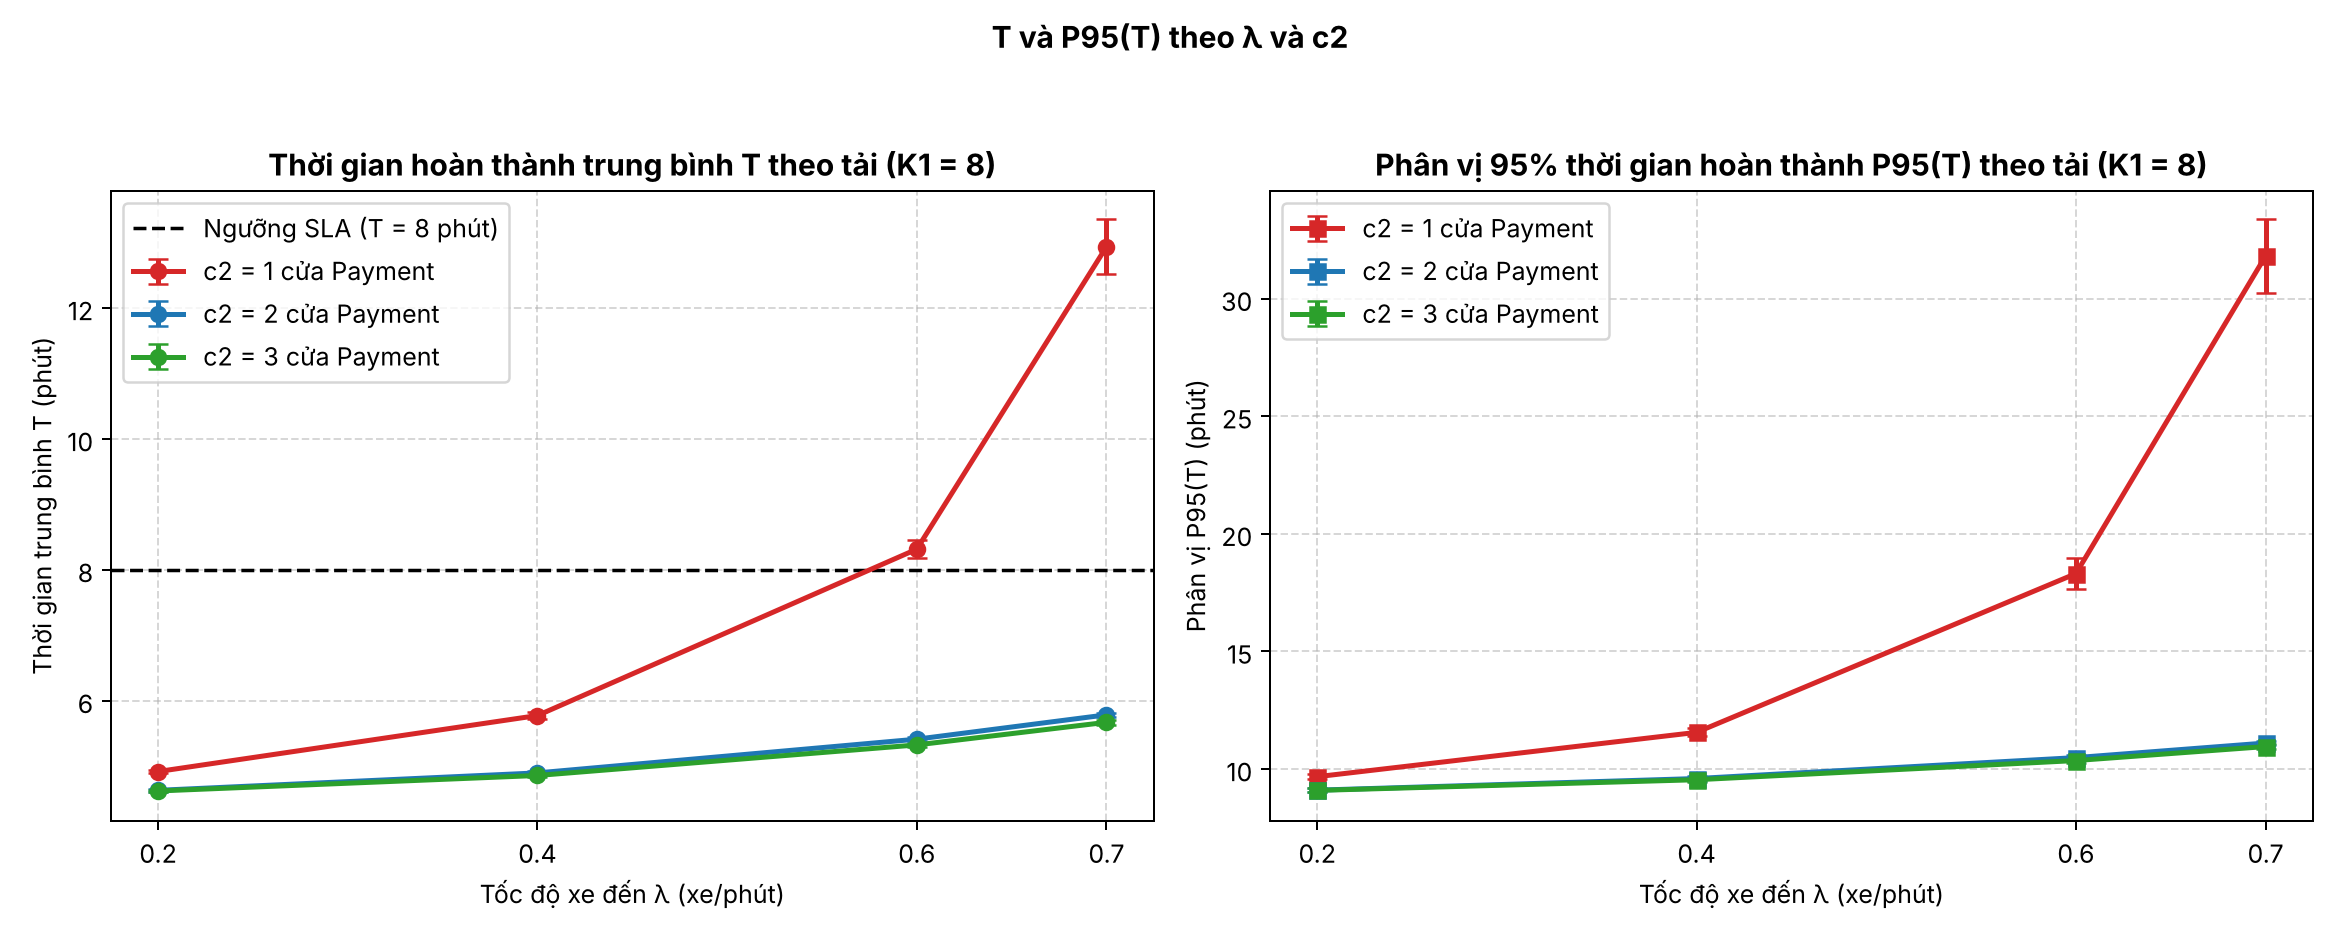 T và P95(T) theo λ và c2
Thời gian hoàn thành trung bình T theo tải (K1 = 8)
Ngưỡng SLA (T = 8 phút)
c2 = 1 cửa Payment
c2 = 2 cửa Payment
c2 = 3 cửa Payment
Thời gian trung bình T (phút)
12
10
8
6
0.2
0.4
0.6
0.7
Tốc độ xe đến λ (xe/phút)
Phân vị 95% thời gian hoàn thành P95(T) theo tải (K1 = 8)
c2 = 1 cửa Payment
c2 = 2 cửa Payment
c2 = 3 cửa Payment
Phân vị P95(T) (phút)
30
25
20
15
10
0.2
0.4
0.6
0.7
Tốc độ xe đến λ (xe/phút)